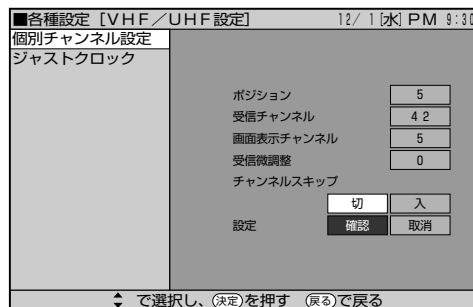 ■各種設定［VHF／UHF設定］ 12/ 1[水] PM 9:30
個別チャンネル設定
ジャストクロック
ポジション 5
受信チャンネル 42
画面表示チャンネル 5
受信微調整 0
チャンネルスキップ
切 入
設定 確認 取消
で選択し、決定を押す 戻るで戻る